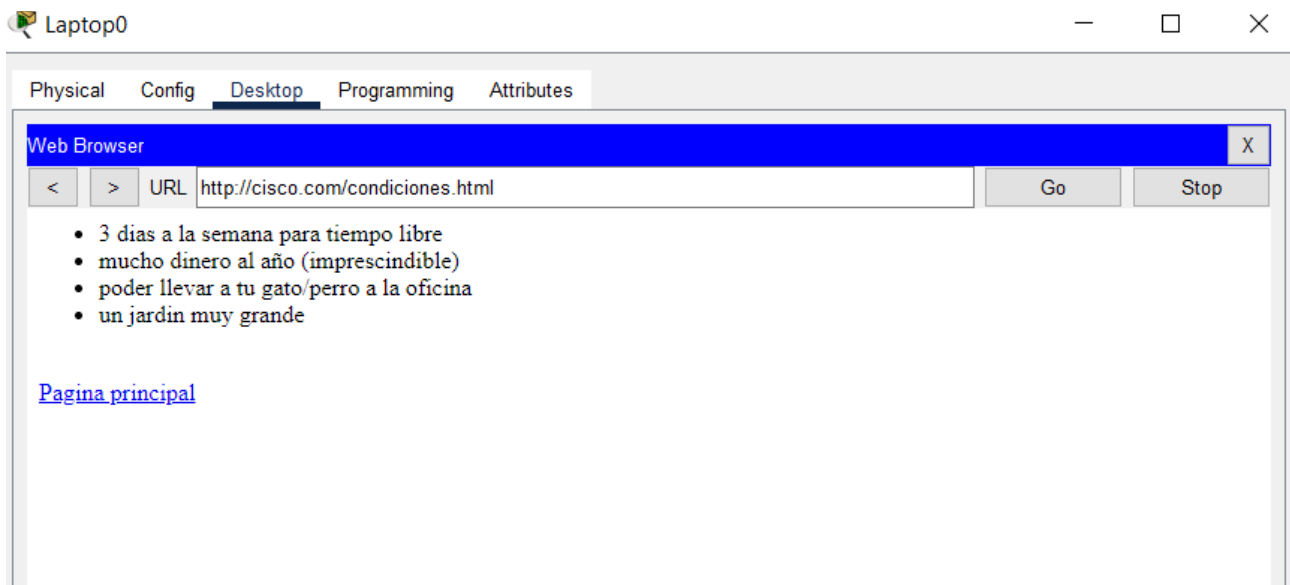 Laptop0
Physical Config Desktop Programming Attributes
Web Browser X
< > URL http://cisco.com/condiciones.html Go Stop
• 3 dias a la semana para tiempo libre
• mucho dinero al año (imprescindible)
• poder llevar a tu gato/perro a la oficina
• un jardin muy grande
Pagina principal